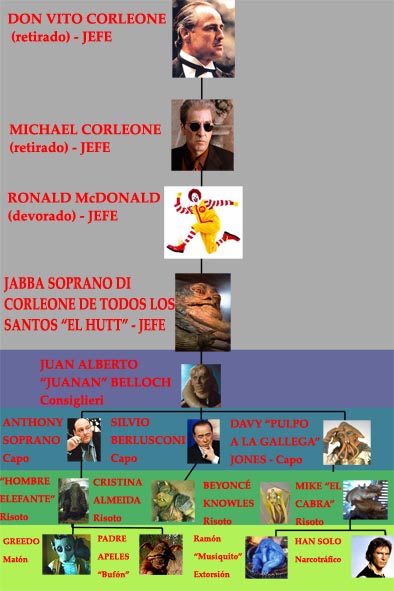 DON VITO CORLEONE
(retirado) - JEFE
MICHAEL CORLEONE
(retirado) - JEFE
RONALD McDONALD
(devorado) - JEFE
JABBA SOPRANO DI
CORLEONE DE TODOS LOS
SANTOS “EL HUTT” - JEFE
JUAN ALBERTO
“JUANAN” BELLOCH
Consiglieri
ANTHONY
SOPRANO
Capo
SILVIO
BERLUSCONI
Capo
DAVY “PULPO
A LA GALLEGA”
JONES - Capo
“HOMBRE
ELEFANTE”
Risoto
CRISTINA
ALMEIDA
Risoto
BEYONCÉ
KNOWLES
Risoto
MIKE “EL
CABRA”
Risoto
GREEDO
Matón
PADRE
APELES
“Bufón”
Ramón
“Musiquito”
Extorsión
HAN SOLO
Narcotráfico